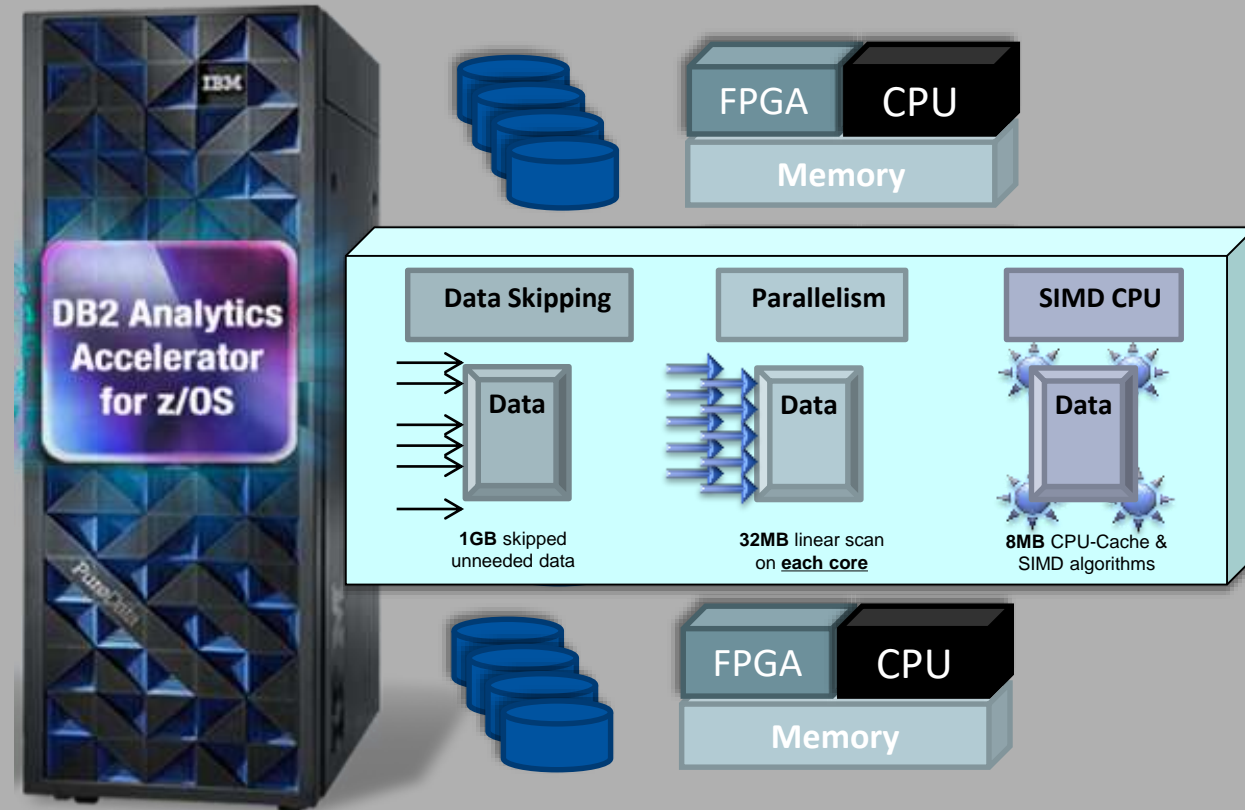 IBM
DB2 Analytics
Accelerator
for z/OS
PureData
FPGA
CPU
Memory
Data Skipping
Data
1GB skipped
unneeded data
Parallelism
Data
32MB linear scan
on each core
SIMD CPU
Data
8MB CPU-Cache &
SIMD algorithms
FPGA
CPU
Memory